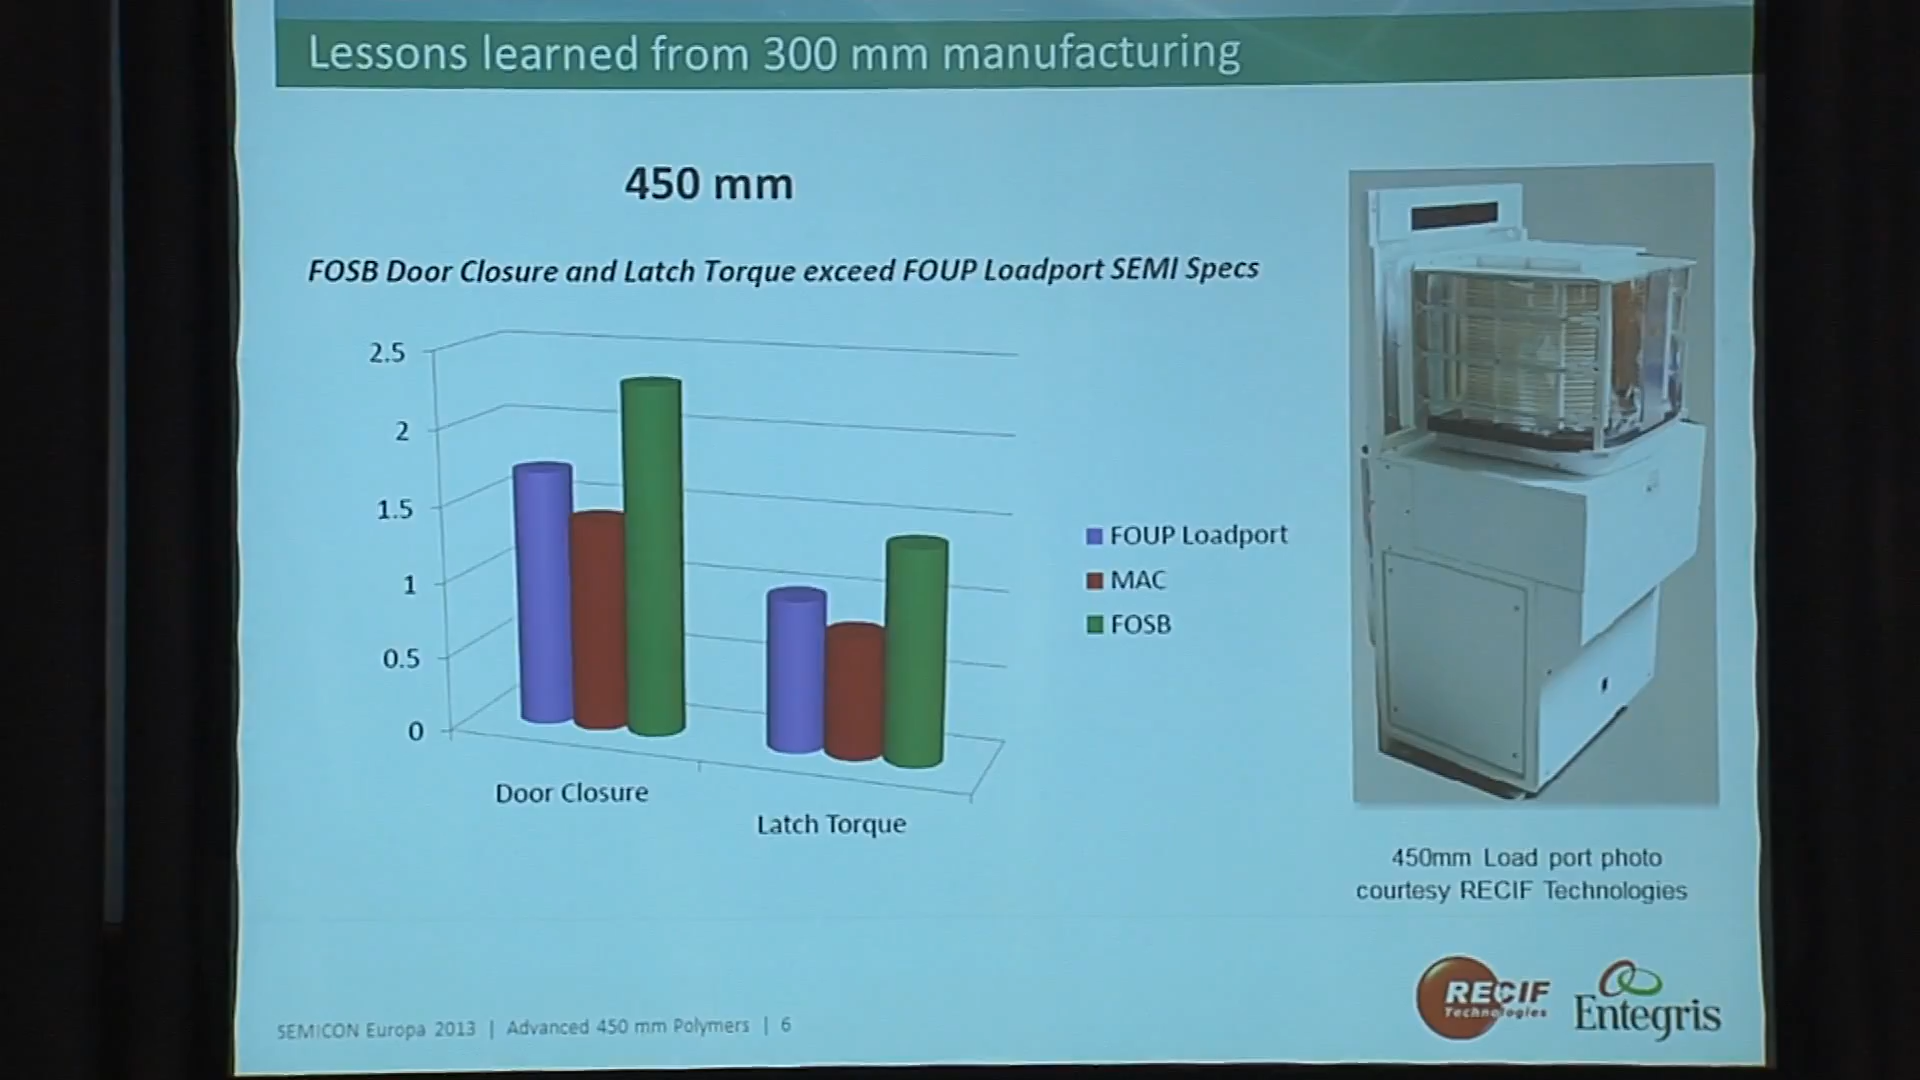 Lessons learned from 300 mm manufacturing
450 mm
FOSB Door Closure and Latch Torque exceed FOUP Loadport SEMI Specs
2.5
2
1.5
1
0.5
0
Door Closure
Latch Torque
FOUP Loadport
MAC
FOSB
450mm Load port photo
courtesy RECIF Technologies
RECIF
Technologies
Entegris
SEMICON Europa 2013 | Advanced 450 mm Polymers | 6